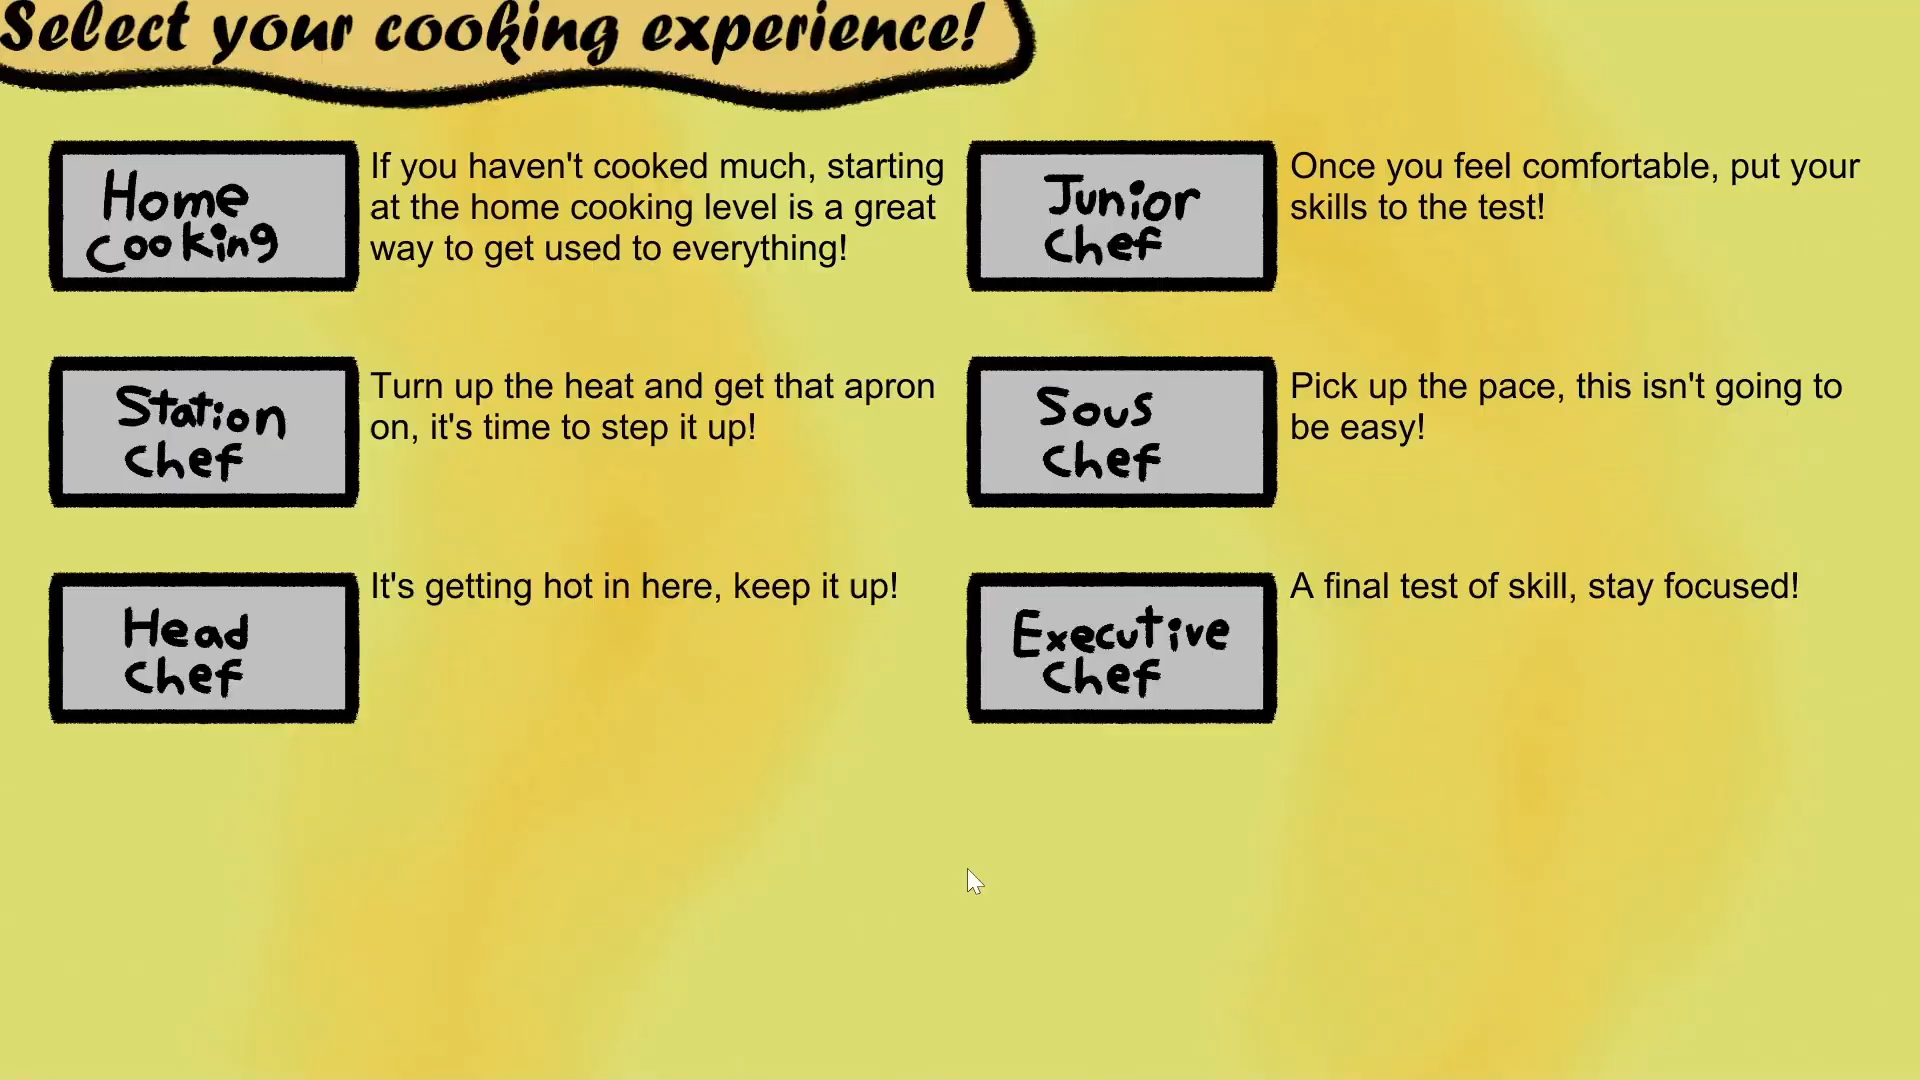 Select your cooking experience!
Home
cooking
If you haven't cooked much, starting
at the home cooking level is a great
way to get used to everything!
Junior
chef
Once you feel comfortable, put your
skills to the test!
Station
chef
Turn up the heat and get that apron
on, it's time to step it up!
Sous
chef
Pick up the pace, this isn't going to
be easy!
Head
chef
It's getting hot in here, keep it up!
Executive
chef
A final test of skill, stay focused!